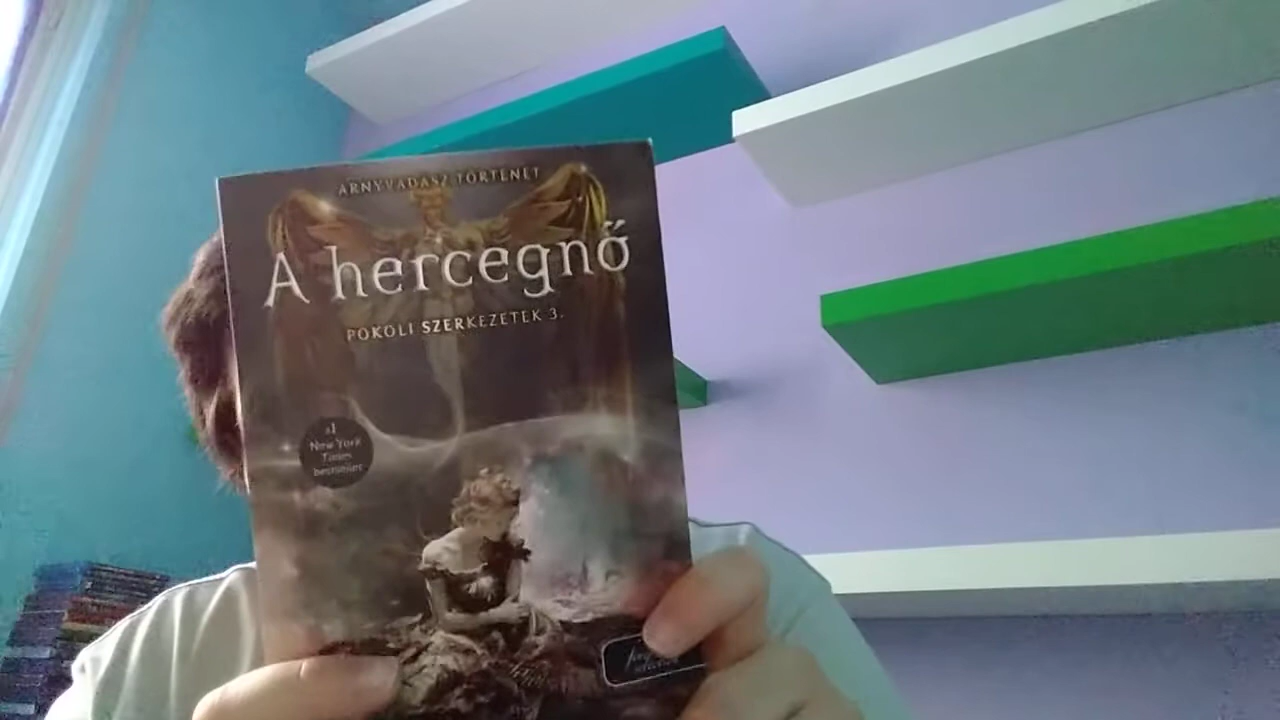 ÁRNYVADÁSZ TÖRTÉNET
A hercegnő
POKOLI SZERKEZETEK 3.
#1
New York
Times
bestseller